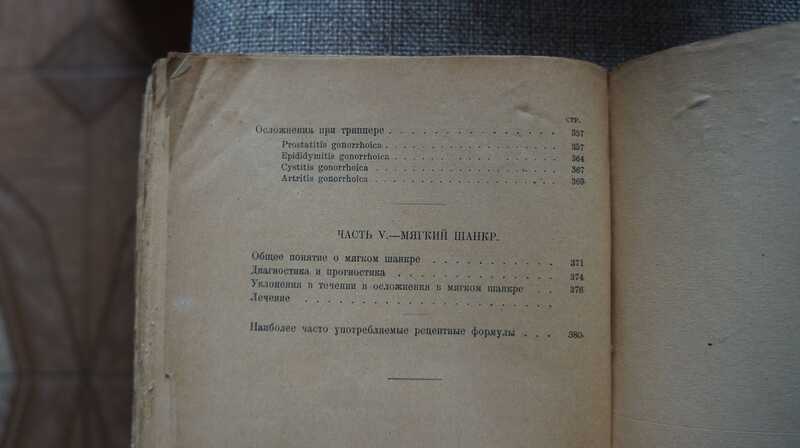 СТР.
Осложнения при триппере . . . . . . . . . . . . . 357
Prostatitis gonorrhoica . . . . . . . . . . . . . 357
Epididymitis gonorrhoica . . . . . . . . . . . . . 364
Cystitis gonorrhoica . . . . . . . . . . . . . 367
Artritis gonorrhoica . . . . . . . . . . . . . 369
ЧАСТЬ V.—МЯГКИЙ ШАНКР.
Общее понятие о мягком шанкре . . . . . . . . . . 371
Диагностика и прогностика . . . . . . . . . . . . 374
Уклонения в течении в осложнения в мягком шанкре . . . 376
Лечение . . . . . . . . . . . . . . . . . .
Наиболее часто употребляемые рецептные формулы . . . 380